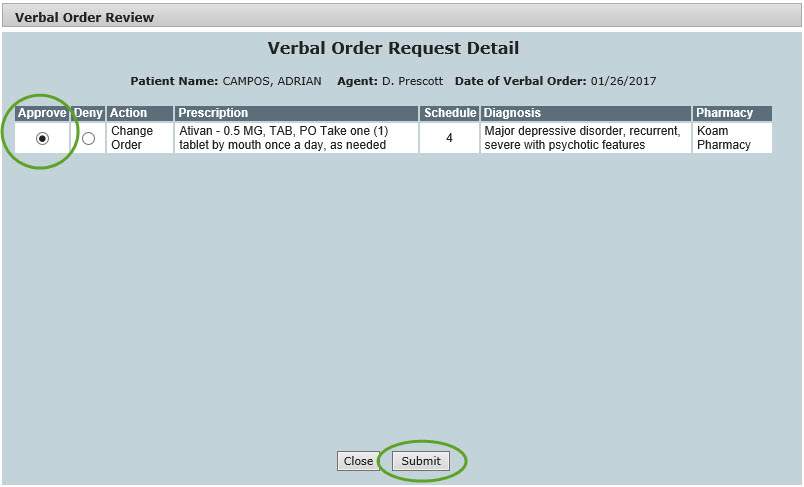 Verbal Order Review
Verbal Order Request Detail
Patient Name: CAMPOS, ADRIAN Agent: D. Prescott Date of Verbal Order: 01/26/2017
Approve Deny Action Prescription Schedule Diagnosis Pharmacy
Change Order Ativan - 0.5 MG, TAB, PO Take one (1) tablet by mouth once a day, as needed 4 Major depressive disorder, recurrent, severe with psychotic features Koam Pharmacy
Close Submit